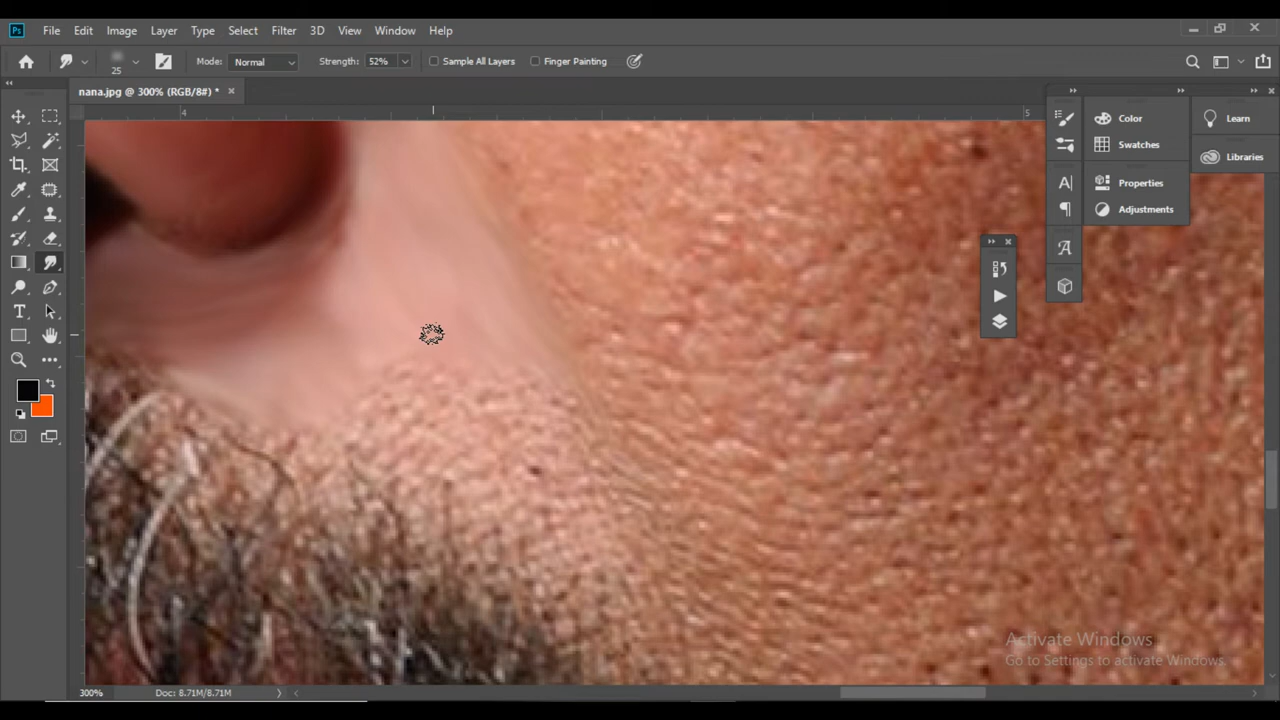 Ps File Edit Image Layer Type Select Filter 3D View Window Help
25 Mode: Normal Strength: 52% Sample All Layers Finger Painting
nana.jpg @ 300% (RGB/8#) *
4 5
Color
Swatches
Properties
Adjustments
Learn
Libraries
Activate Windows
Go to Settings to activate Windows.
300% Doc: 8.71M/8.71M